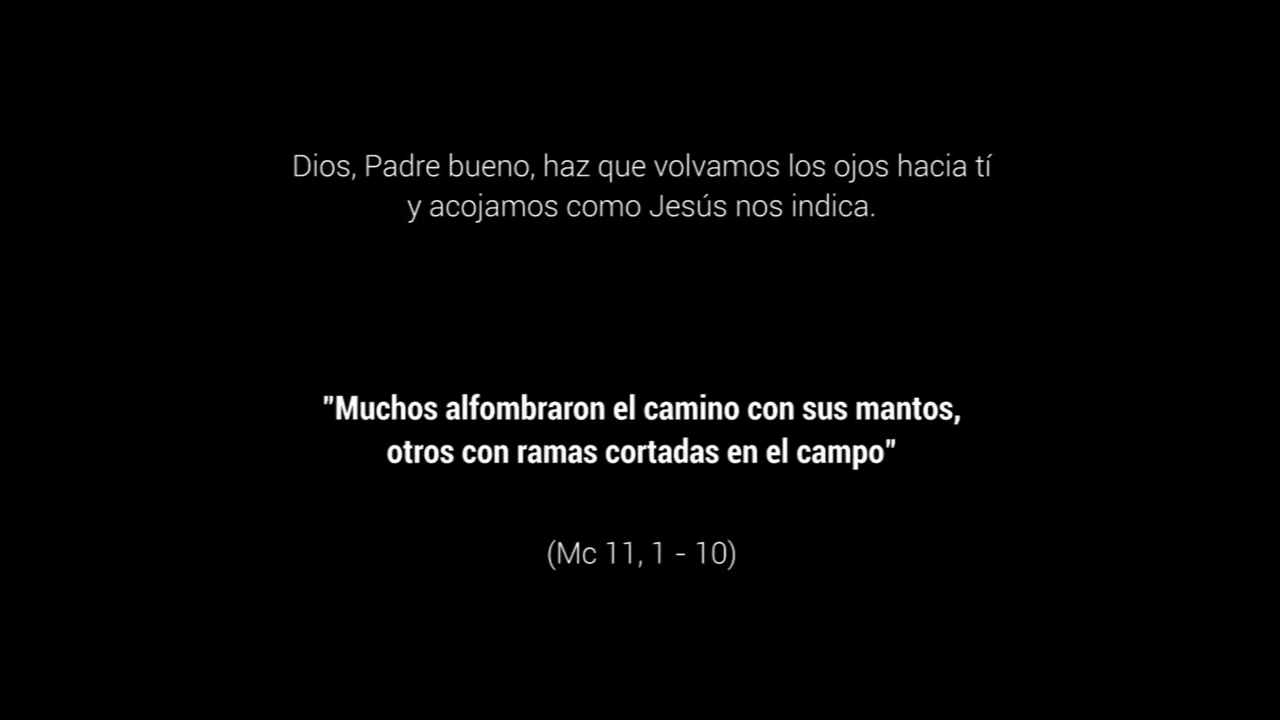 Dios, Padre bueno, haz que volvamos los ojos hacia tí
y acojamos como Jesús nos indica.
"Muchos alfombraron el camino con sus mantos,
otros con ramas cortadas en el campo"
(Mc 11, 1 - 10)